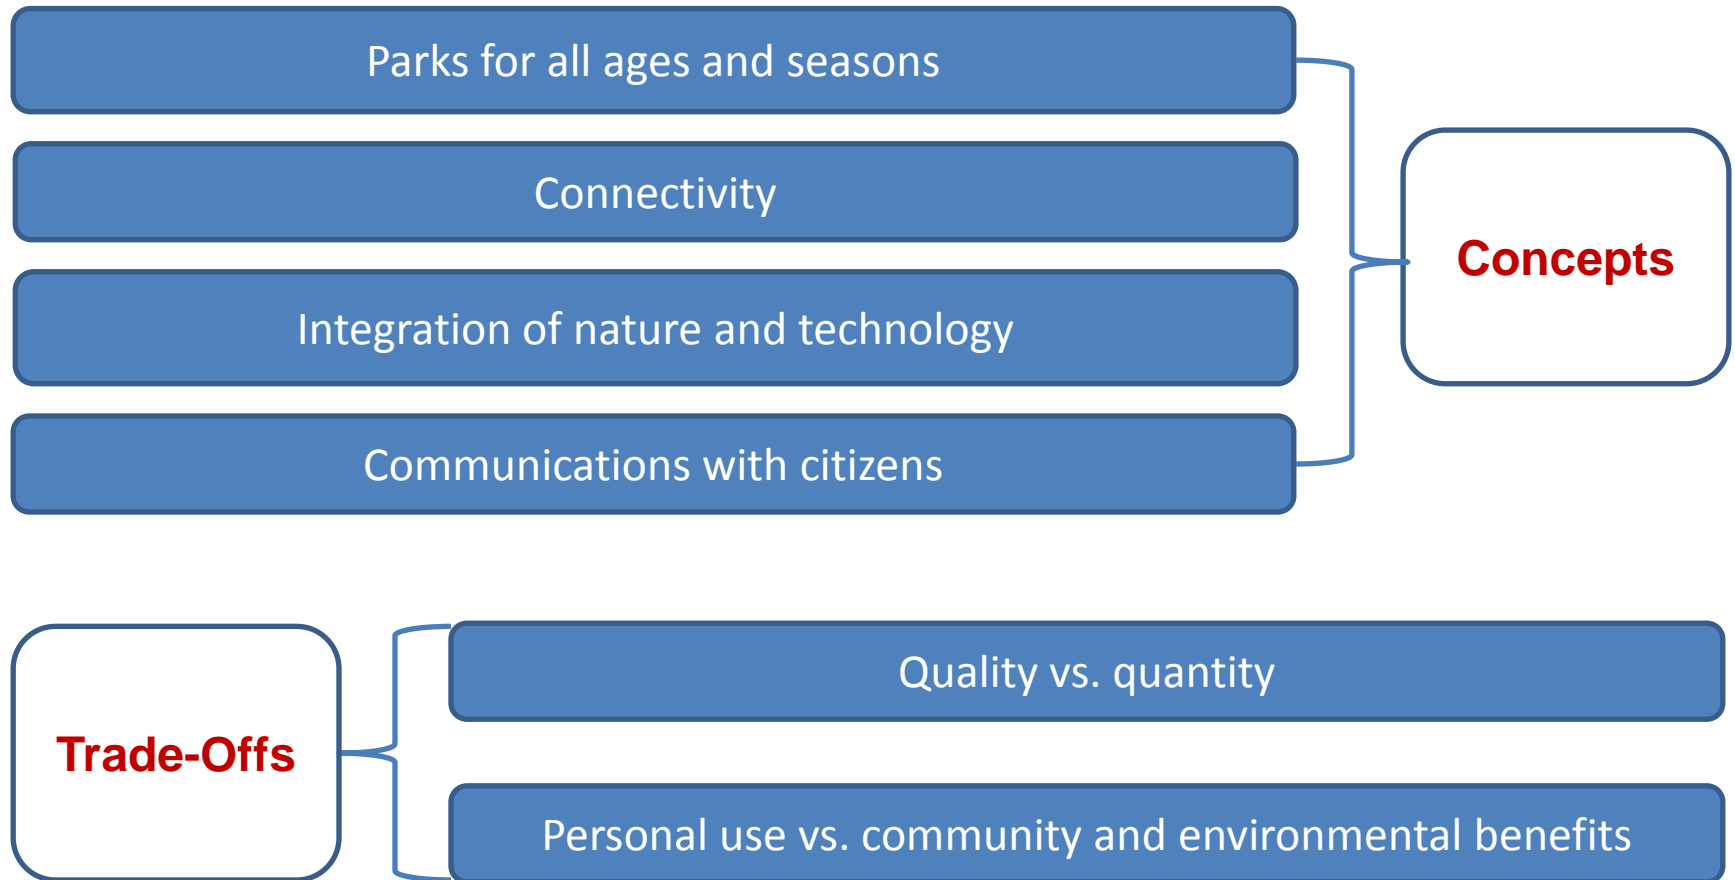 Parks for all ages and seasons
Connectivity
Integration of nature and technology
Communications with citizens
Concepts
Trade-Offs
Quality vs. quantity
Personal use vs. community and environmental benefits